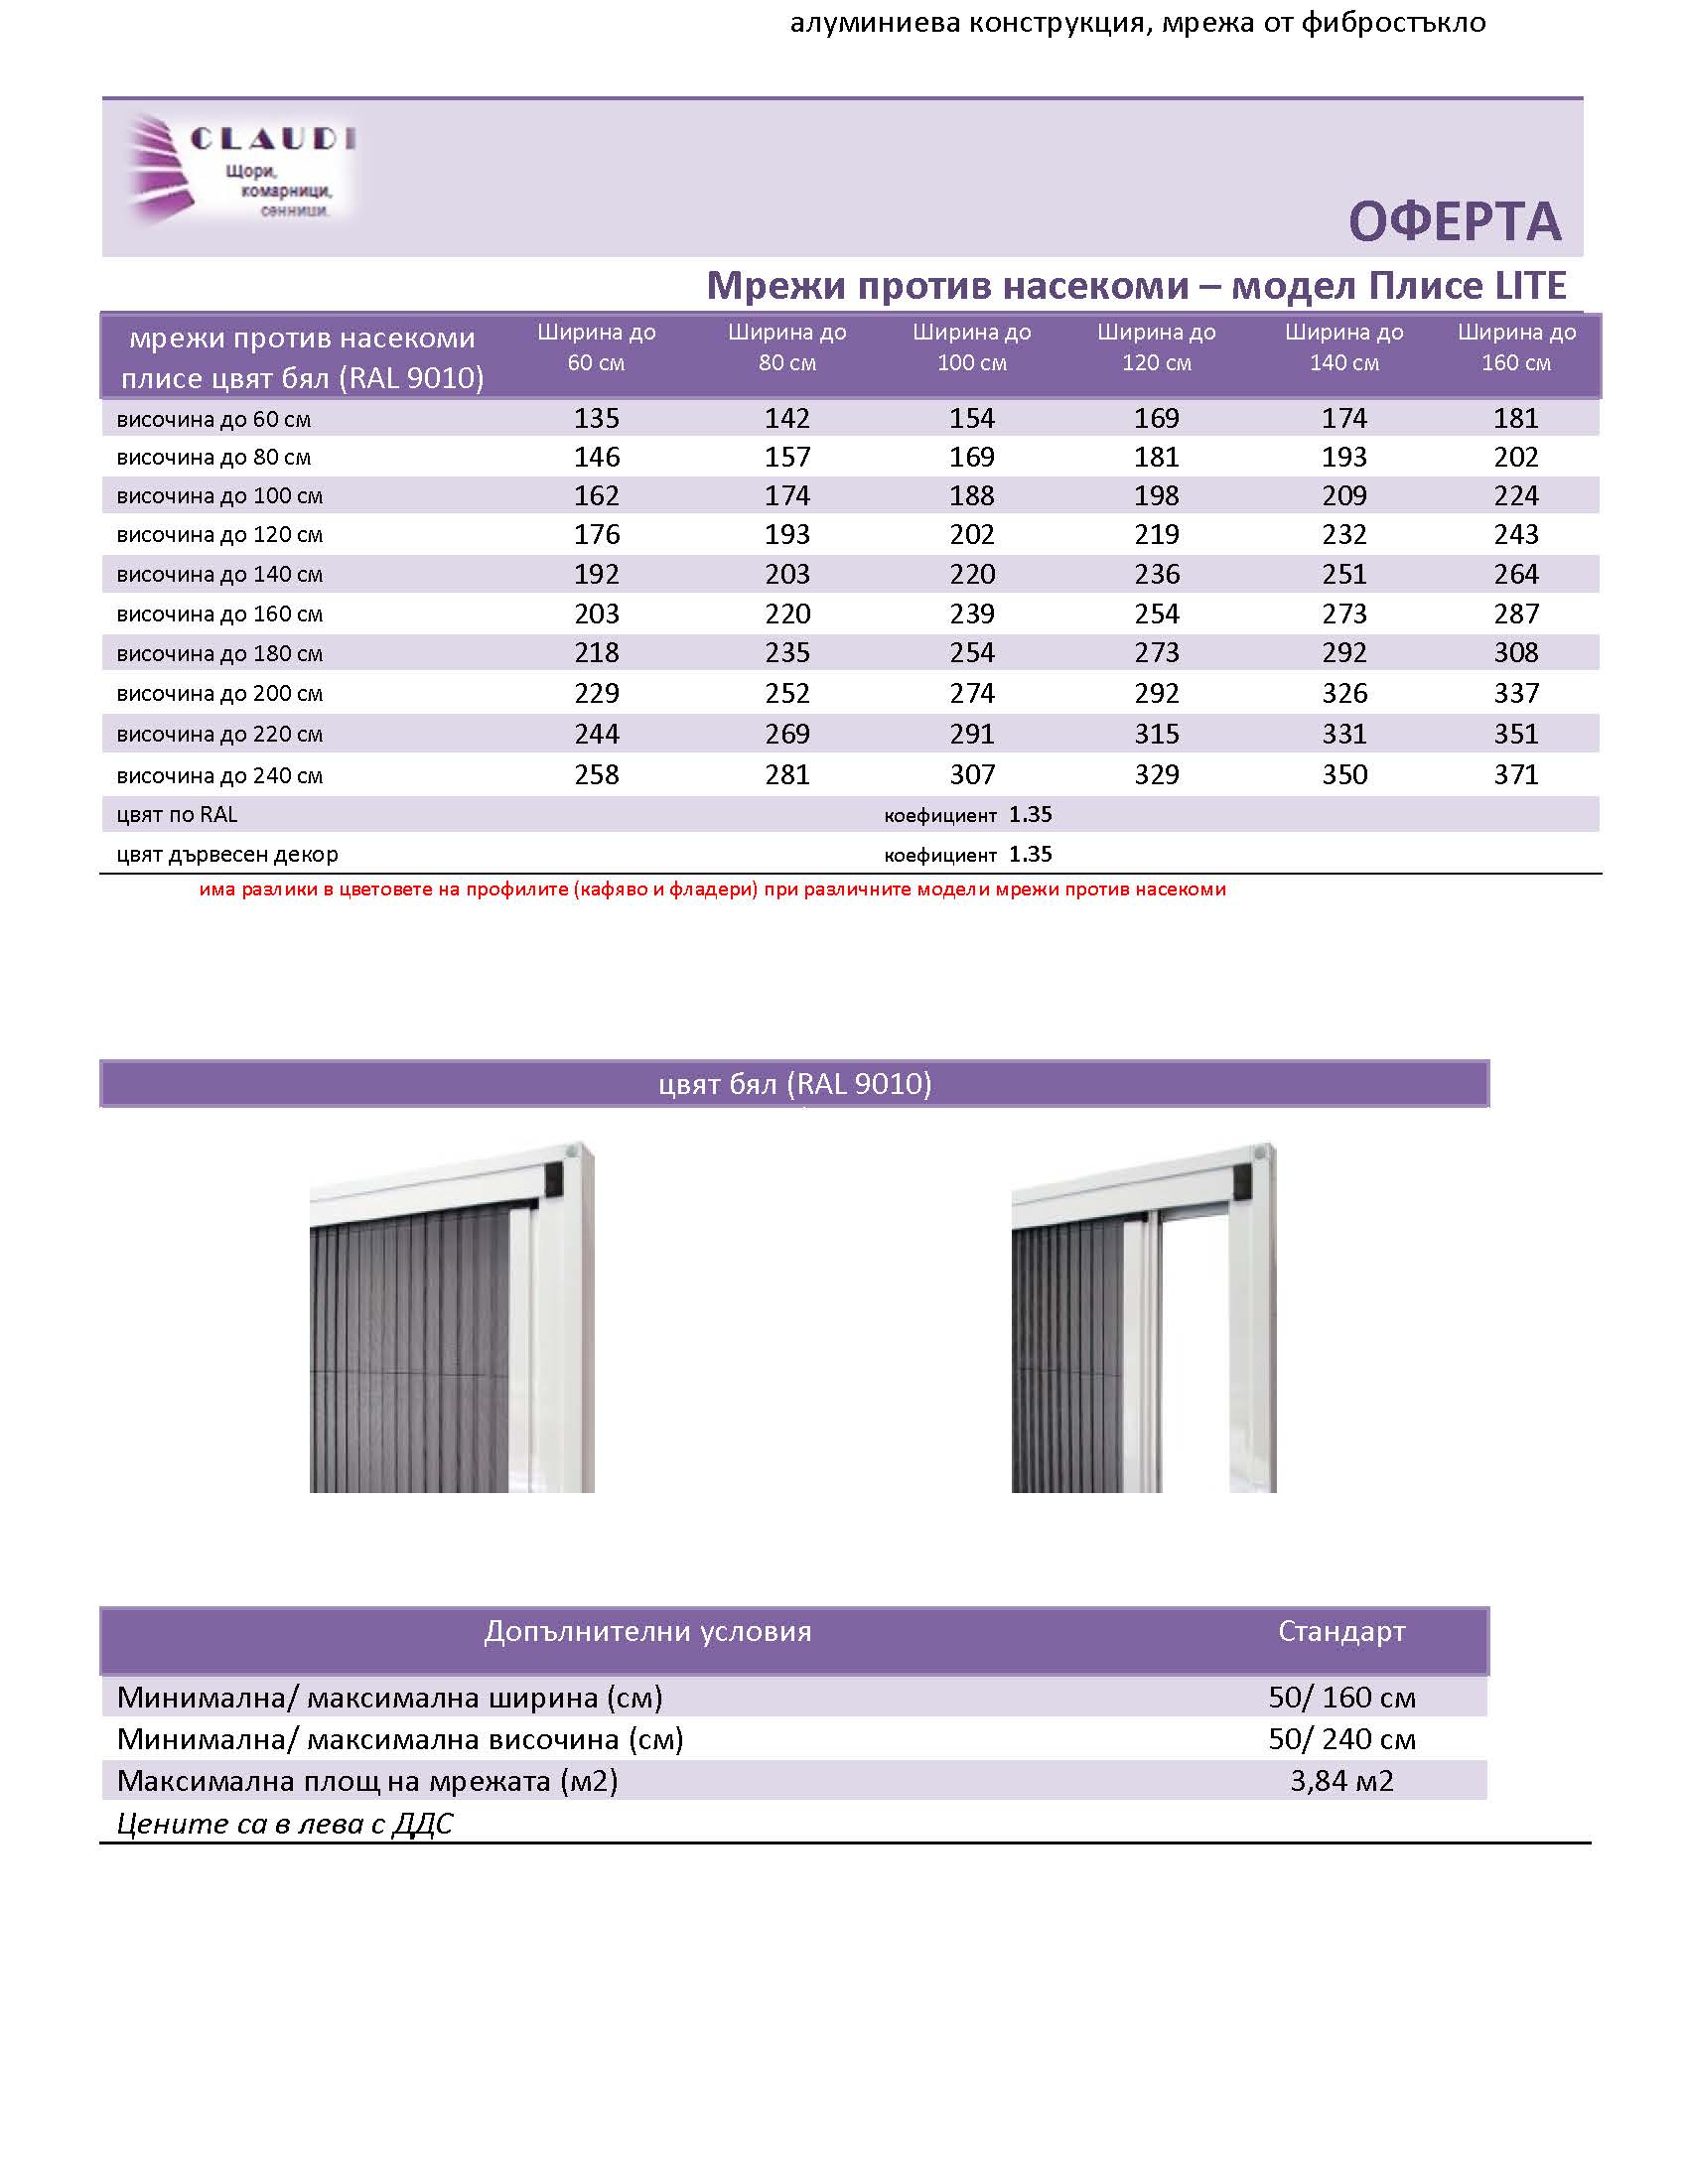 алуминиева конструкция, мрежа от фибростъкло
CLAUDI
Щори,
комарници,
сенници.
ОФЕРТА
Мрежи против насекоми – модел Плисе LITE
мрежи против насекоми плисе цвят бял (RAL 9010) Ширина до 60 см Ширина до 80 см Ширина до 100 см Ширина до 120 см Ширина до 140 см Ширина до 160 см
височина до 60 см 135 142 154 169 174 181
височина до 80 см 146 157 169 181 193 202
височина до 100 см 162 174 188 198 209 224
височина до 120 см 176 193 202 219 232 243
височина до 140 см 192 203 220 236 251 264
височина до 160 см 203 220 239 254 273 287
височина до 180 см 218 235 254 273 292 308
височина до 200 см 229 252 274 292 326 337
височина до 220 см 244 269 291 315 331 351
височина до 240 см 258 281 307 329 350 371
цвят по RAL коефициент 1.35
цвят дървесен декор коефициент 1.35
има разлики в цветовете на профилите (кафяво и фладери) при различните модели мрежи против насекоми
цвят бял (RAL 9010)
Допълнителни условия Стандарт
Минимална/ максимална ширина (см) 50/ 160 см
Минимална/ максимална височина (см) 50/ 240 см
Максимална площ на мрежата (м2) 3,84 м2
Цените са в лева с ДДС